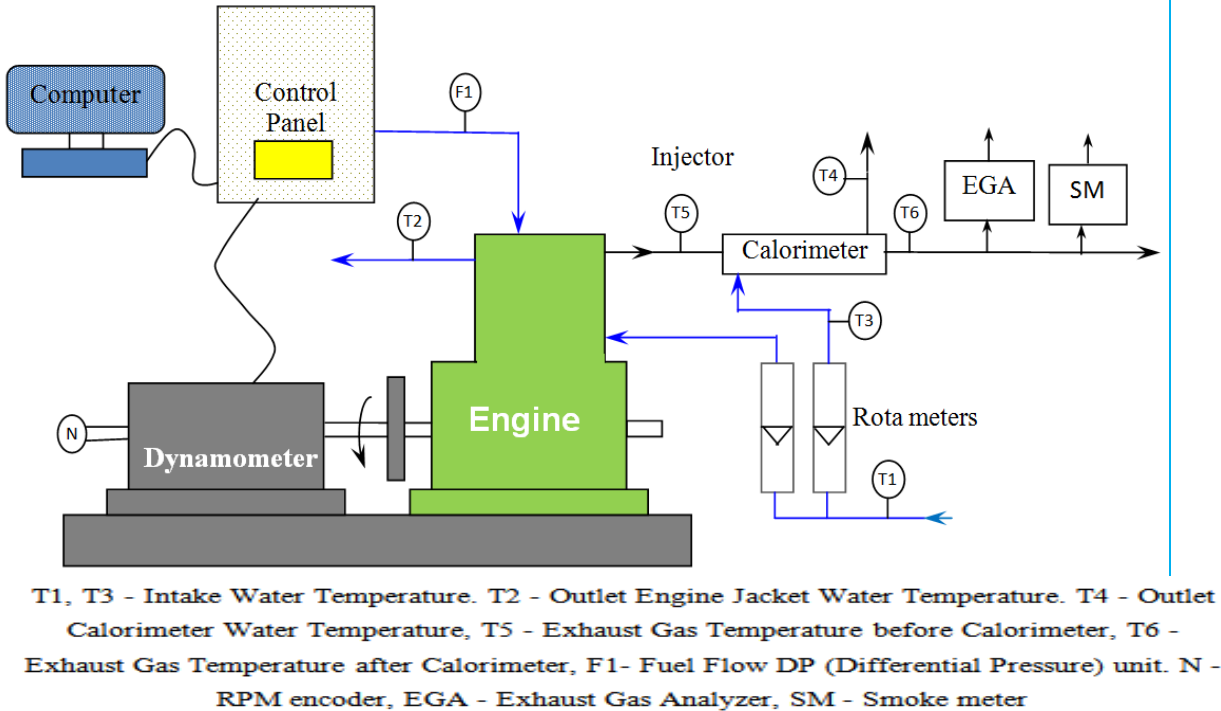 Computer
Control
Panel
F1
Injector
T4
EGA
SM
T2
T5
T6
Calorimeter
T3
Engine
Rota meters
N
Dynamometer
T1
T1, T3 - Intake Water Temperature. T2 - Outlet Engine Jacket Water Temperature. T4 - Outlet
Calorimeter Water Temperature, T5 - Exhaust Gas Temperature before Calorimeter, T6 -
Exhaust Gas Temperature after Calorimeter, F1- Fuel Flow DP (Differential Pressure) unit. N -
RPM encoder, EGA - Exhaust Gas Analyzer, SM - Smoke meter